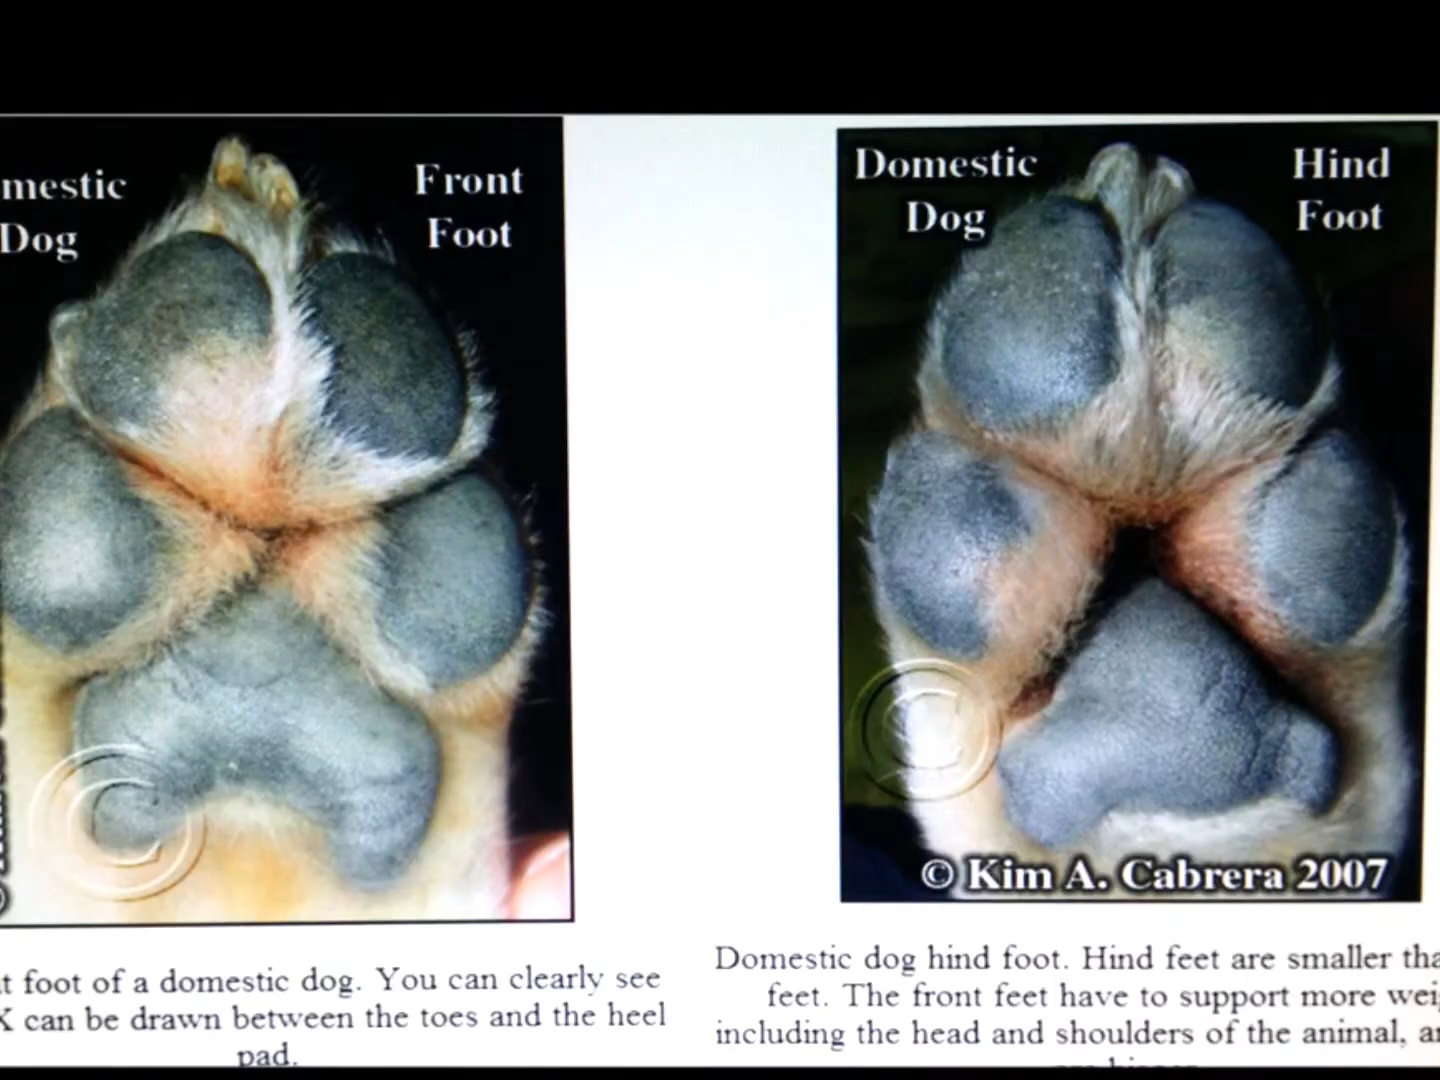 mestic
Dog
Front
Foot
Domestic
Dog
Hind
Foot
©
©
© Kim A. Cabrera 2007
foot of a domestic dog. You can clearly see
X can be drawn between the toes and the heel
pad.
Domestic dog hind foot. Hind feet are smaller
feet. The front feet have to support more
including the head and shoulders of the animal,